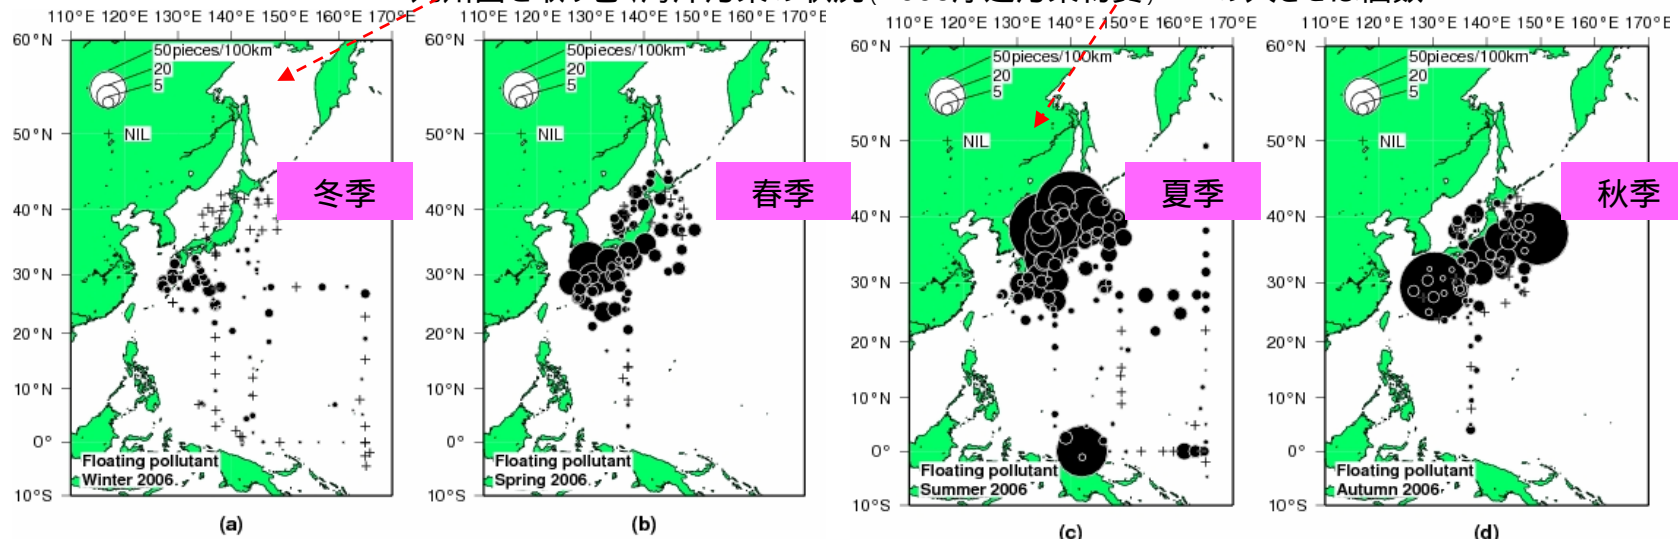 110°E 120°E 130°E 140°E 150°E 160°E 170°E
60°N
50°N
40°N
30°N
20°N
10°N
0°
10°S
50pieces/100km
20
5
NIL
冬季
Floating pollutant
Winter 2006.
(a)
110°E 120°E 130°E 140°E 150°E 160°E 170°E
60°N
50°N
40°N
30°N
20°N
10°N
0°
10°S
50pieces/100km
20
5
NIL
春季
Floating pollutant
Spring 2006.
(b)
110°E 120°E 130°E 140°E 150°E 160°E 170°E
60°N
50°N
40°N
30°N
20°N
10°N
0°
10°S
50pieces/100km
20
5
NIL
夏季
Floating pollutant
Summer 2006
(c)
110°E 120°E 130°E 140°E 150°E 160°E 170°E
60°N
50°N
40°N
30°N
20°N
10°N
0°
10°S
50pieces/100km
20
5
NIL
秋季
Floating pollutant
Autumn 2006
(d)